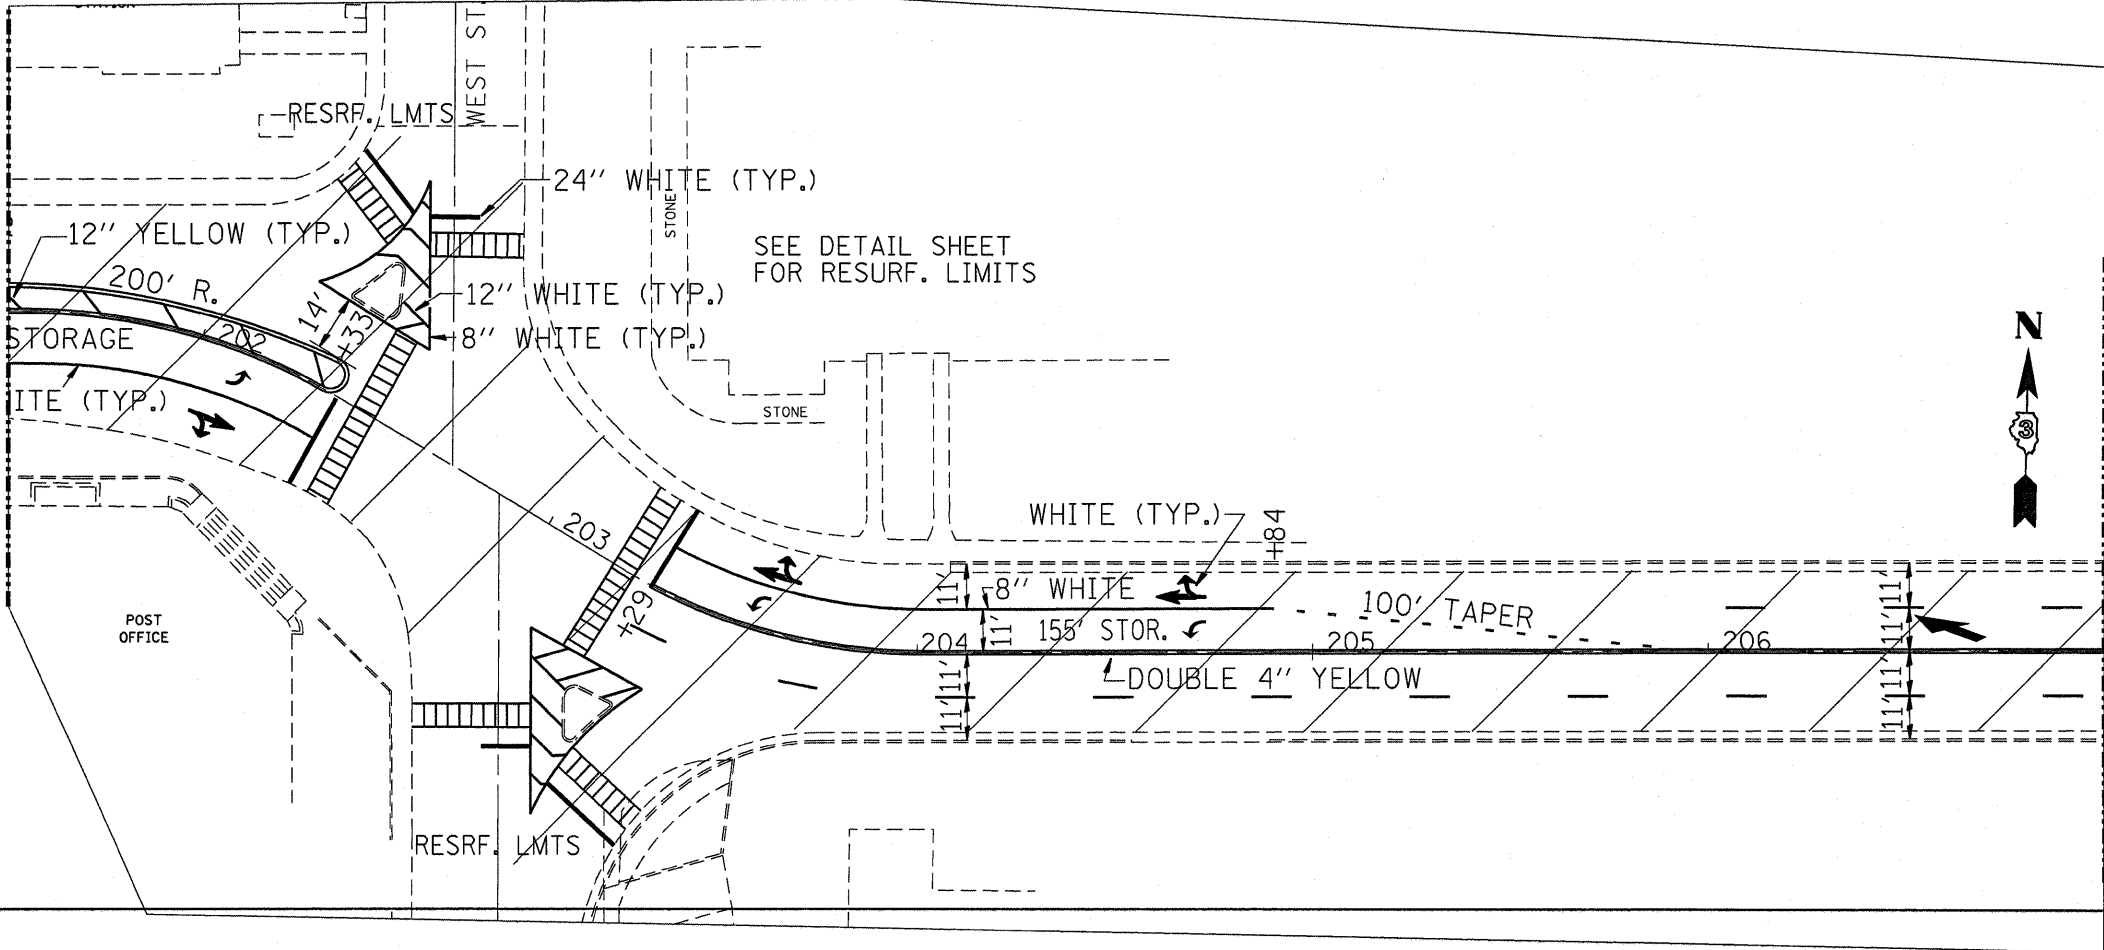 WEST ST.
RESRF. LMTS
24" WHITE (TYP.)
STONE
12" YELLOW (TYP.)
SEE DETAIL SHEET
FOR RESURF. LIMITS
200' R.
12" WHITE (TYP.)
14'
+33
8" WHITE (TYP.)
202
STORAGE
N
ITE (TYP.)
STONE
3
203
WHITE (TYP.)
+84
8" WHITE
11'
11'
155' STOR.
100' TAPER
11'
11'
+29
204
205
206
POST
OFFICE
DOUBLE 4" YELLOW
11'
11'
11'
11'
RESRF. LMTS